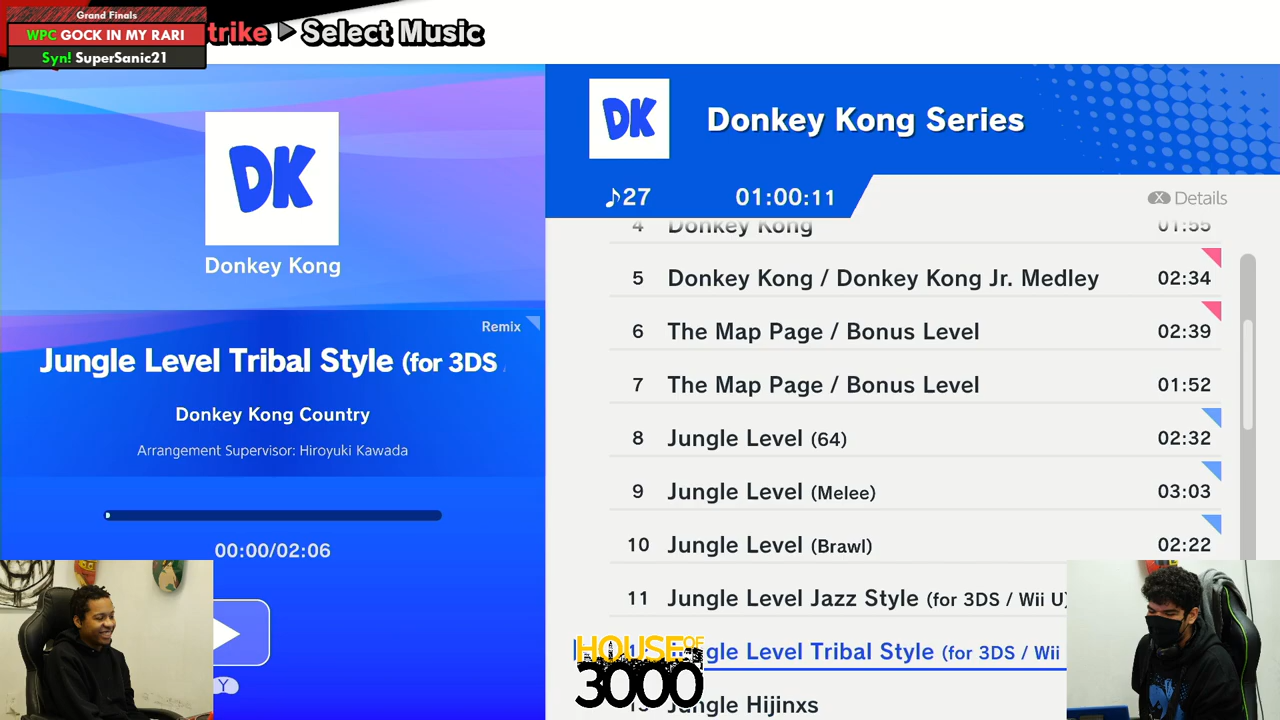 Grand Finals
WPC GOCK IN MY RARI
Syn! SuperSanic21
trike ▶ Select Music
DK
Donkey Kong
Remix
Jungle Level Tribal Style (for 3DS
Donkey Kong Country
Arrangement Supervisor: Hiroyuki Kawada
00:00/02:06
Y
DK
Donkey Kong Series
♪27 01:00:11
X Details
4 Donkey Kong 01:55
5 Donkey Kong / Donkey Kong Jr. Medley 02:34
6 The Map Page / Bonus Level 02:39
7 The Map Page / Bonus Level 01:52
8 Jungle Level (64) 02:32
9 Jungle Level (Melee) 03:03
10 Jungle Level (Brawl) 02:22
11 Jungle Level Jazz Style (for 3DS / Wii U)
gle Level Tribal Style (for 3DS / Wii
Jungle Hijinxs
HOUSE OF
3000